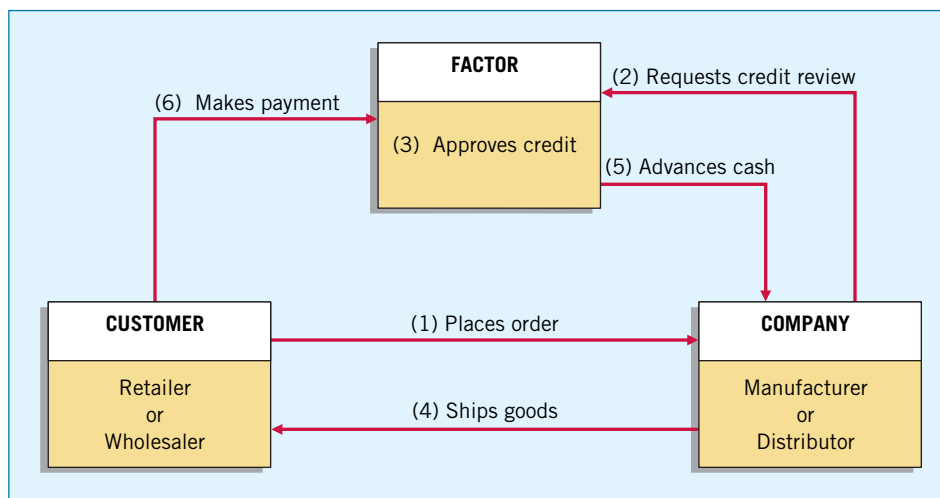 FACTOR
(2) Requests credit review
(6) Makes payment
(3) Approves credit
(5) Advances cash
CUSTOMER
(1) Places order
COMPANY
Retailer
or
Wholesaler
(4) Ships goods
Manufacturer
or
Distributor